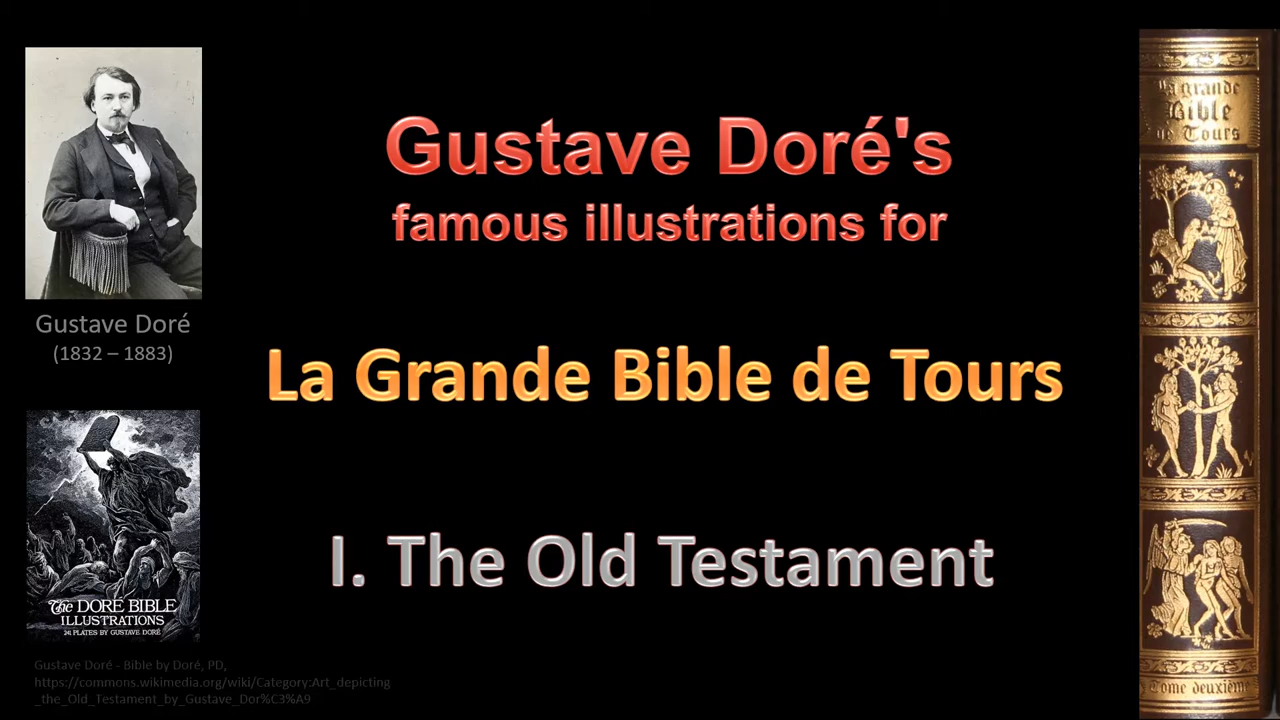 Gustave Doré's
famous illustrations for
La Grande Bible de Tours
I. The Old Testament
Gustave Doré
(1832 – 1883)
The DORÉ BIBLE
ILLUSTRATIONS
241 PLATES BY GUSTAVE DORÉ
Gustave Doré - Bible by Doré, PD,
https://commons.wikimedia.org/wiki/Category:Art_depicting
_the_Old_Testament_by_Gustave_Dor%C3%A9
La grande
Bible
de Tours
Tome deuxième